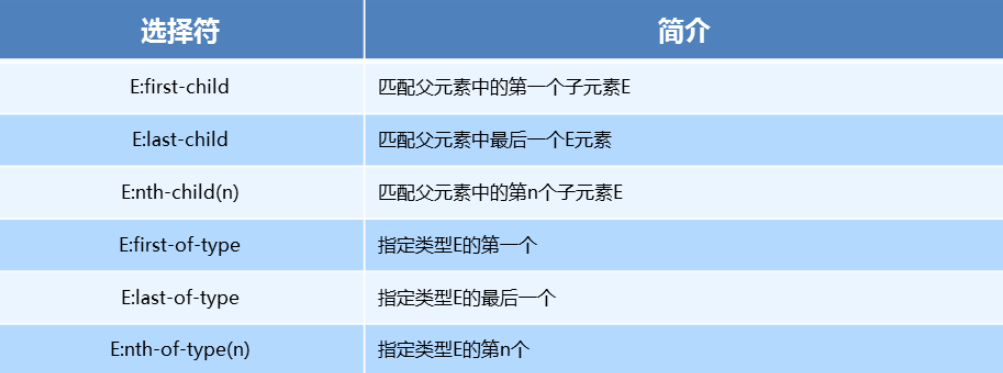 选择符 简介
E:first-child 匹配父元素中的第一个子元素E
E:last-child 匹配父元素中最后一个E元素
E:nth-child(n) 匹配父元素中的第n个子元素E
E:first-of-type 指定类型E的第一个
E:last-of-type 指定类型E的最后一个
E:nth-of-type(n) 指定类型E的第n个